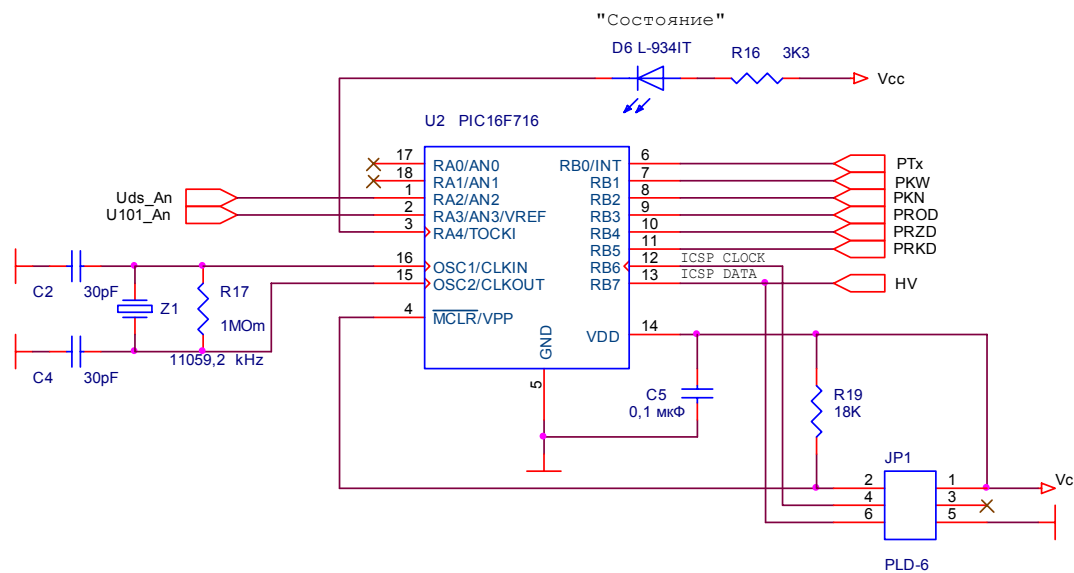 "Состояние"
D6 L-934IT
R16 3K3
Vcc
U2 PIC16F716
17 RA0/AN0 RB0/INT 6 PTx
18 RA1/AN1 RB1 7 PKW
Uds_An 1 RA2/AN2 RB2 8 PKN
U101_An 2 RA3/AN3/VREF RB3 9 PROD
3 RA4/TOCKI RB4 10 PRZD
RB5 11 PRKD
16 OSC1/CLKIN RB6 12 ICSP CLOCK
15 OSC2/CLKOUT RB7 13 ICSP DATA HV
C2 30pF
Z1
R17
1MOm
4 MCLR/VPP
GND
5
VDD 14
11059,2 kHz
C4 30pF
C5
0,1 мкФ
R19
18K
JP1
2 1 Vc
4 3
6 5
PLD-6